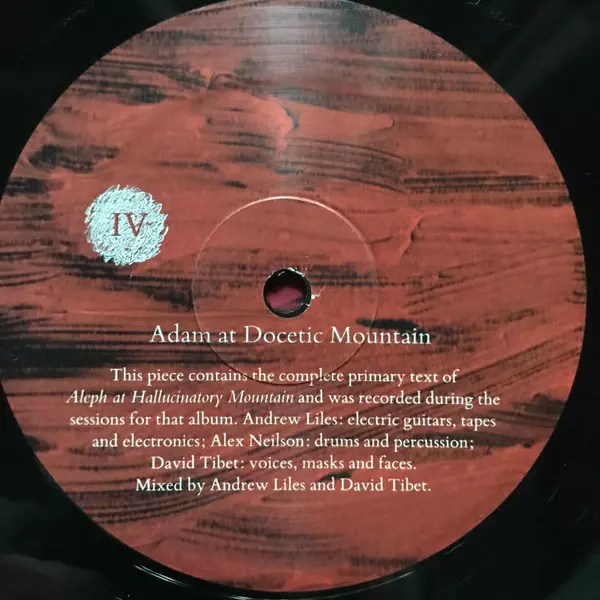 IV
Adam at Docetic Mountain
This piece contains the complete primary text of
Aleph at Hallucinatory Mountain and was recorded during the
sessions for that album. Andrew Liles: electric guitars, tapes
and electronics; Alex Neilson: drums and percussion;
David Tibet: voices, masks and faces.
Mixed by Andrew Liles and David Tibet.